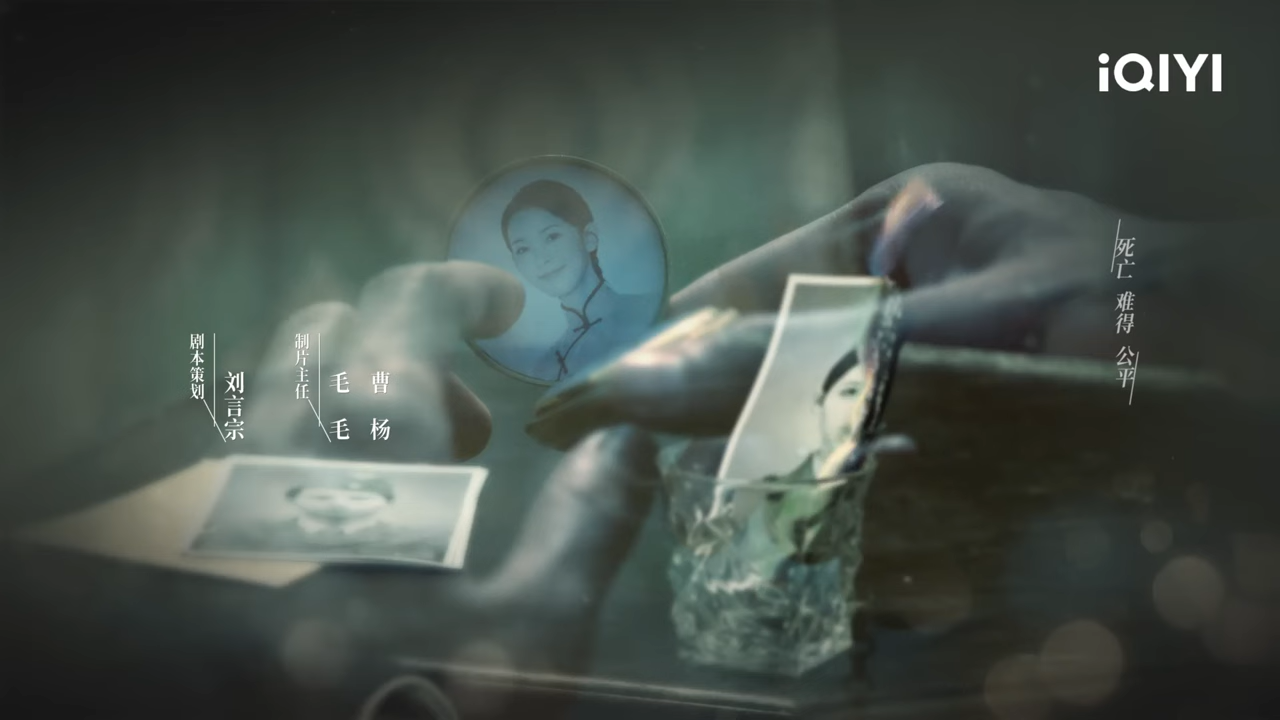 iQIYI
死亡 难得 公平
制片主任
曹杨
毛毛
剧本策划
刘言宗